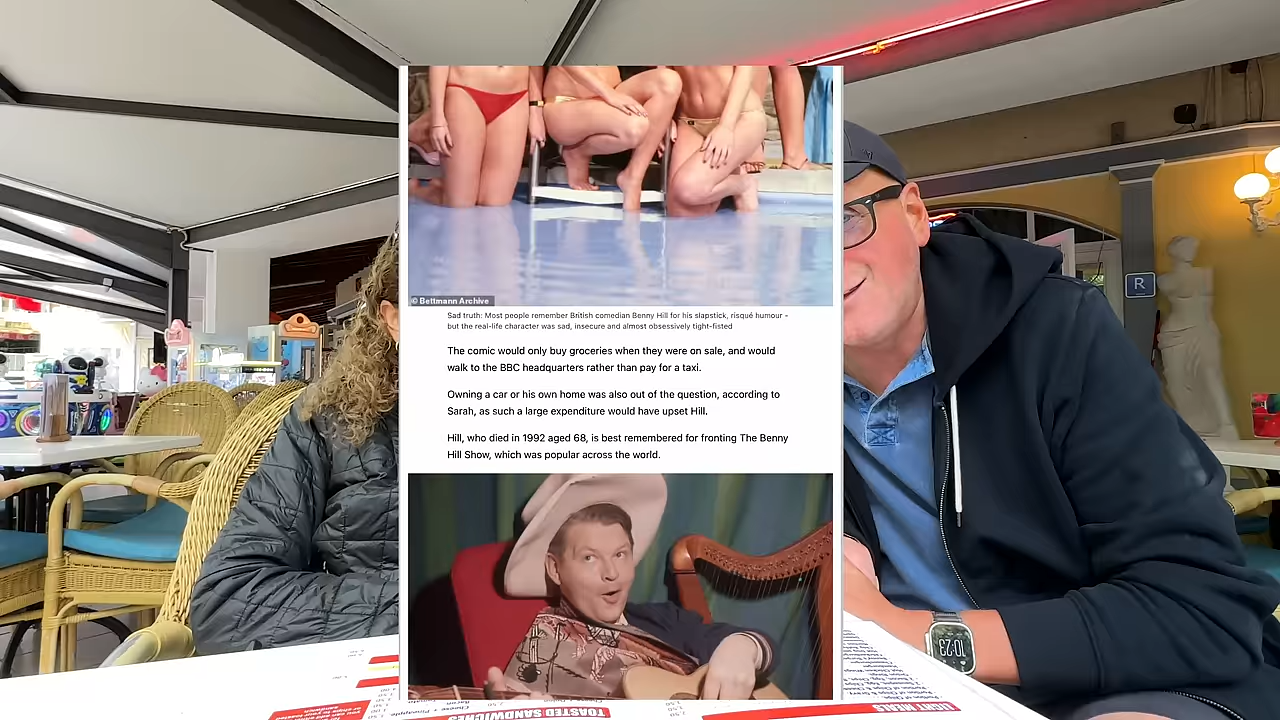 © Bettmann Archive
Sad truth: Most people remember British comedian Benny Hill for his slapstick, risqué humour -
but the real-life character was sad, insecure and almost obsessively tight-fisted
The comic would only buy groceries when they were on sale, and would
walk to the BBC headquarters rather than pay for a taxi.
Owning a car or his own home was also out of the question, according to
Sarah, as such a large expenditure would have upset Hill.
Hill, who died in 1992 aged 68, is best remembered for fronting The Benny
Hill Show, which was popular across the world.
R
10:23
TOASTED SANDWICHES
LIGHT MEALS